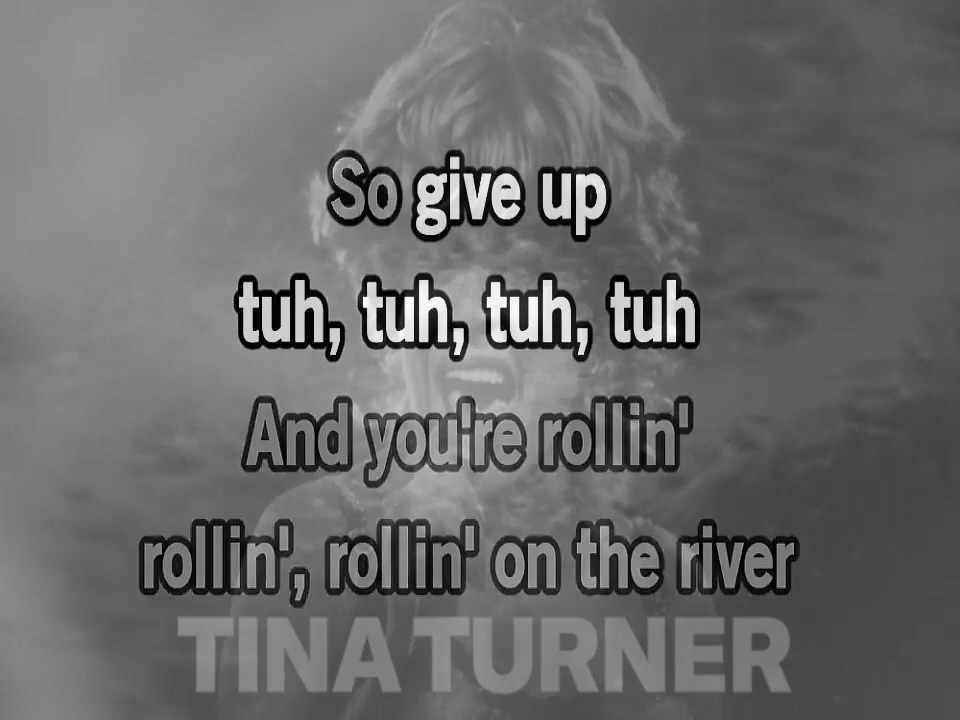 So give up
tuh, tuh, tuh, tuh
And you're rollin'
rollin', rollin' on the river
TINA TURNER